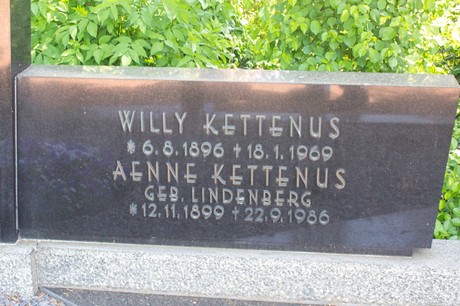 WILLY KETTENUS
* 6.8.1896 + 18.1.1969
AENNE KETTENUS
GEB. LINDENBERG
* 12.11.1899 + 22.9.1986